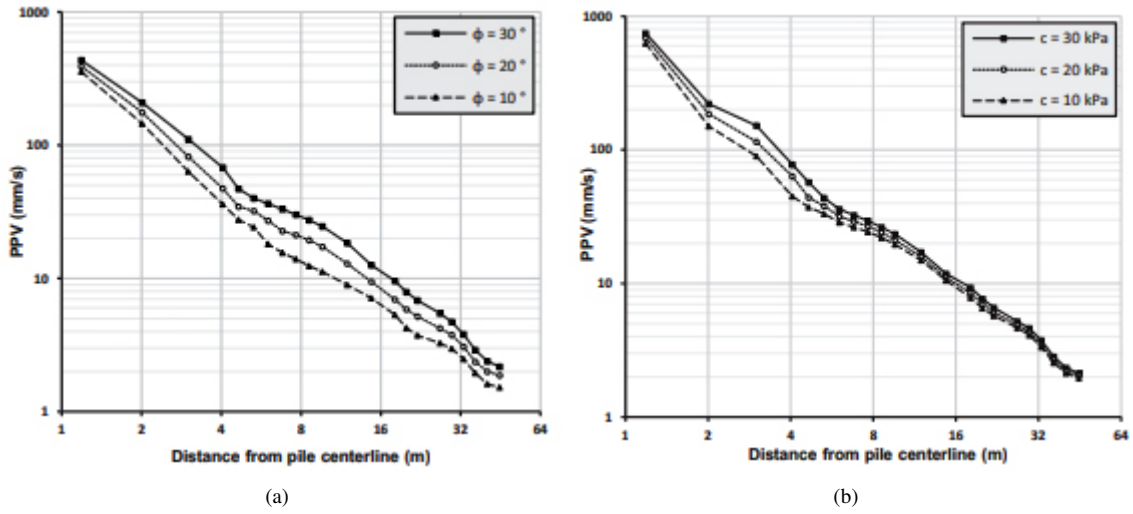 1000
100
10
1
PPV (mm/s)
ϕ = 30 °
ϕ = 20 °
ϕ = 10 °
1 2 4 8 16 32 64
Distance from pile centerline (m)
(a)
1000
100
10
1
PPV (mm/s)
c = 30 kPa
c = 20 kPa
c = 10 kPa
1 2 4 8 16 32 64
Distance from pile centerline (m)
(b)